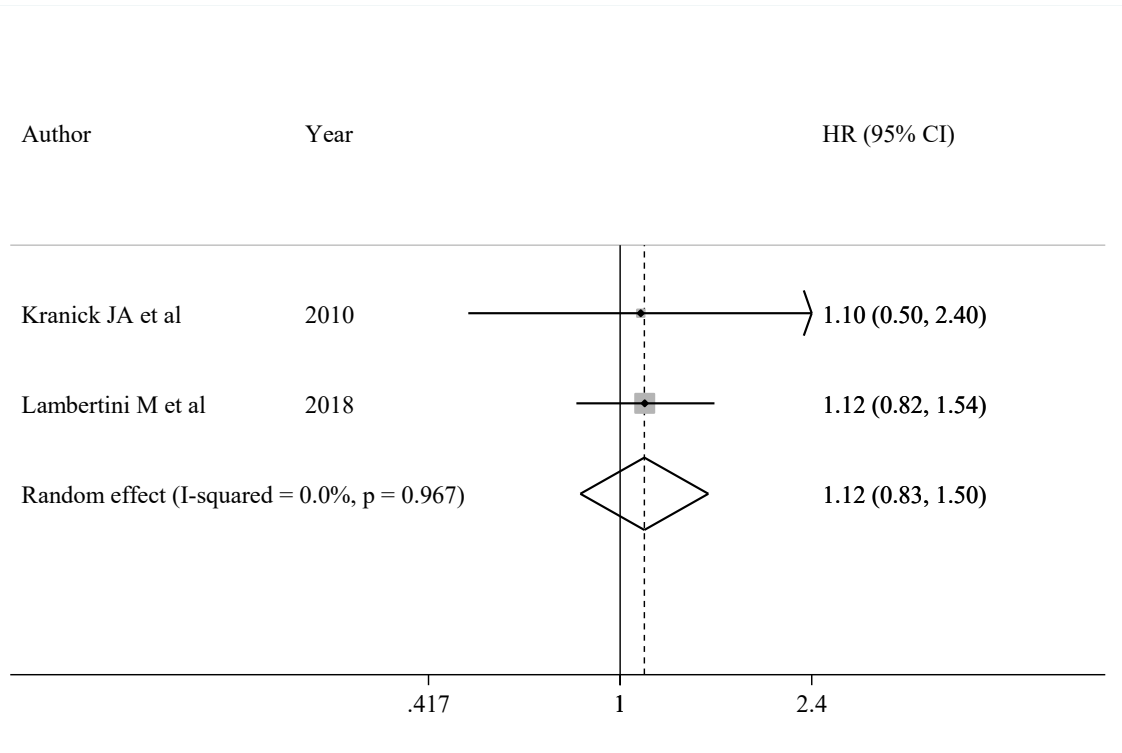 Author Year HR (95% CI)
Kranick JA et al 2010 1.10 (0.50, 2.40)
Lambertini M et al 2018 1.12 (0.82, 1.54)
Random effect (I-squared = 0.0%, p = 0.967) 1.12 (0.83, 1.50)
.417 1 2.4